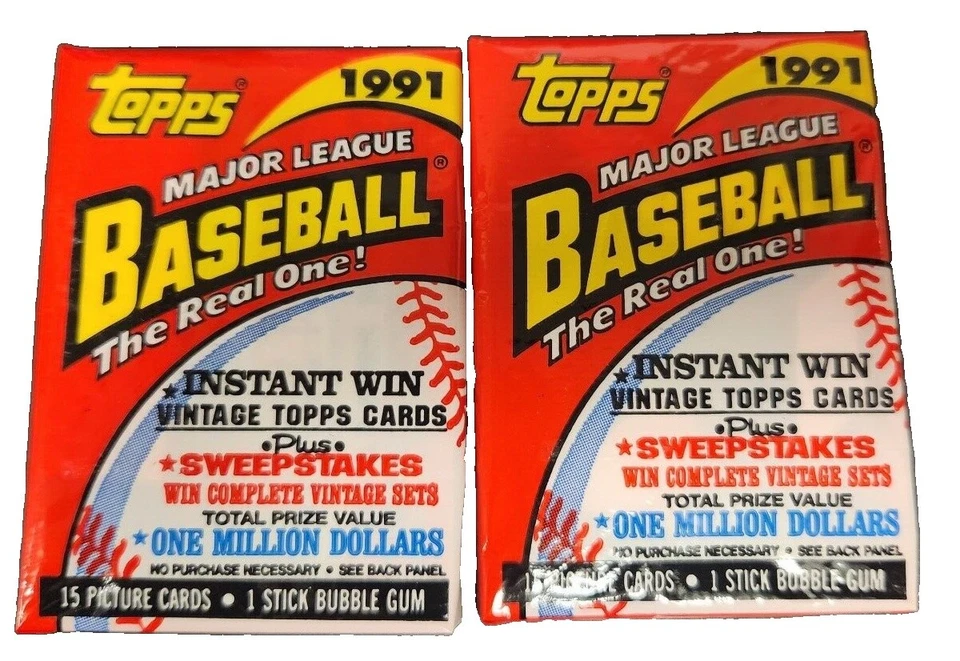 TOPPS® 1991
MAJOR LEAGUE
BASEBALL®
The Real One!
★INSTANT WIN
VINTAGE TOPPS CARDS
•Plus•
★SWEEPSTAKES
WIN COMPLETE VINTAGE SETS
TOTAL PRIZE VALUE
★ONE MILLION DOLLARS
NO PURCHASE NECESSARY • SEE BACK PANEL
15 PICTURE CARDS • 1 STICK BUBBLE GUM
TOPPS® 1991
MAJOR LEAGUE
BASEBALL®
The Real One!
★INSTANT WIN
VINTAGE TOPPS CARDS
•Plus•
★SWEEPSTAKES
WIN COMPLETE VINTAGE SETS
TOTAL PRIZE VALUE
★ONE MILLION DOLLARS
NO PURCHASE NECESSARY • SEE BACK PANEL
15 PICTURE CARDS • 1 STICK BUBBLE GUM